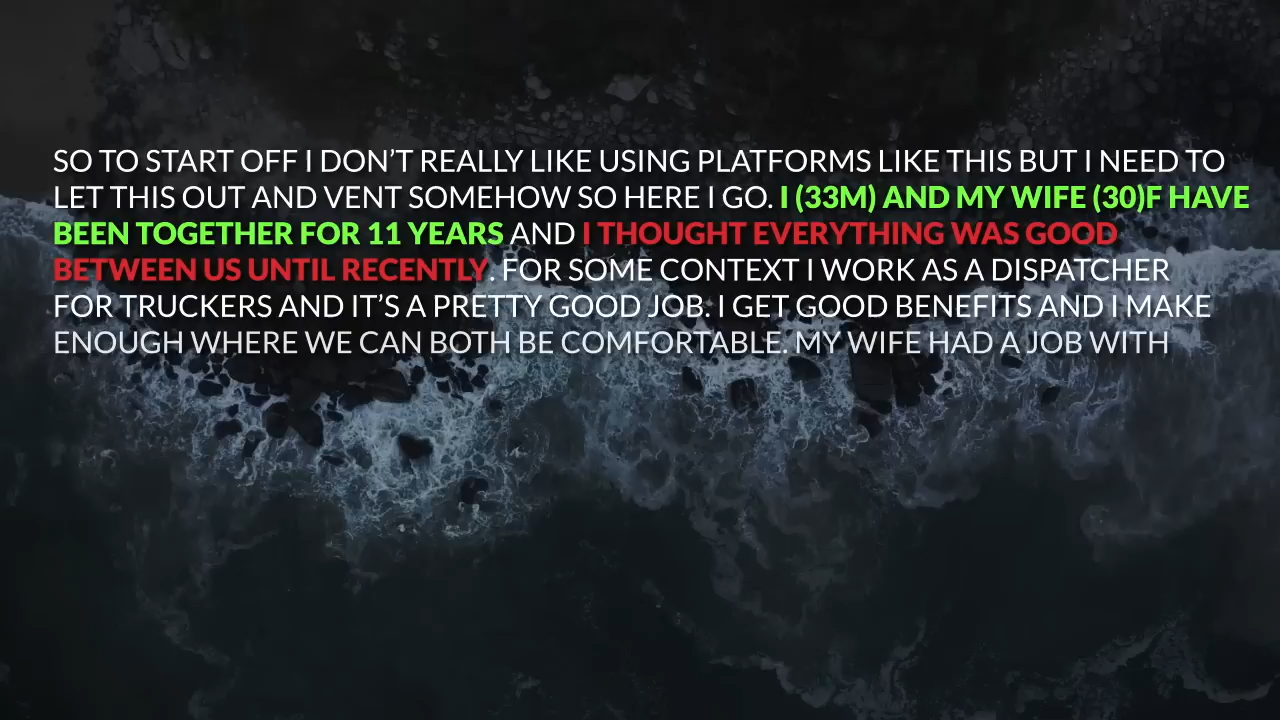 SO TO START OFF I DON’T REALLY LIKE USING PLATFORMS LIKE THIS BUT I NEED TO
LET THIS OUT AND VENT SOMEHOW SO HERE I GO. I (33M) AND MY WIFE (30)F HAVE
BEEN TOGETHER FOR 11 YEARS AND I THOUGHT EVERYTHING WAS GOOD
BETWEEN US UNTIL RECENTLY. FOR SOME CONTEXT I WORK AS A DISPATCHER
FOR TRUCKERS AND IT’S A PRETTY GOOD JOB. I GET GOOD BENEFITS AND I MAKE
ENOUGH WHERE WE CAN BOTH BE COMFORTABLE. MY WIFE HAD A JOB WITH